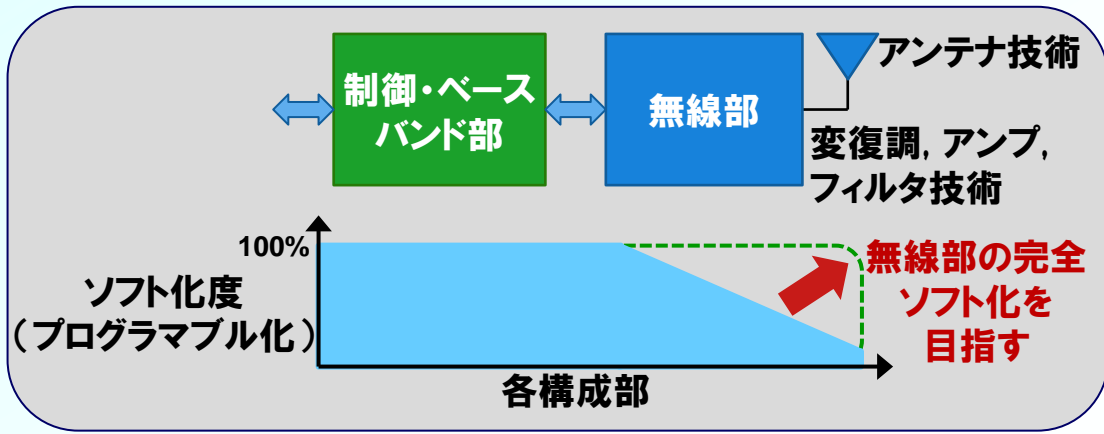 制御・ベース
バンド部
無線部
アンテナ技術
変復調, アンプ,
フィルタ技術
100%
ソフト化度
（プログラマブル化）
無線部の完全
ソフト化を
目指す
各構成部